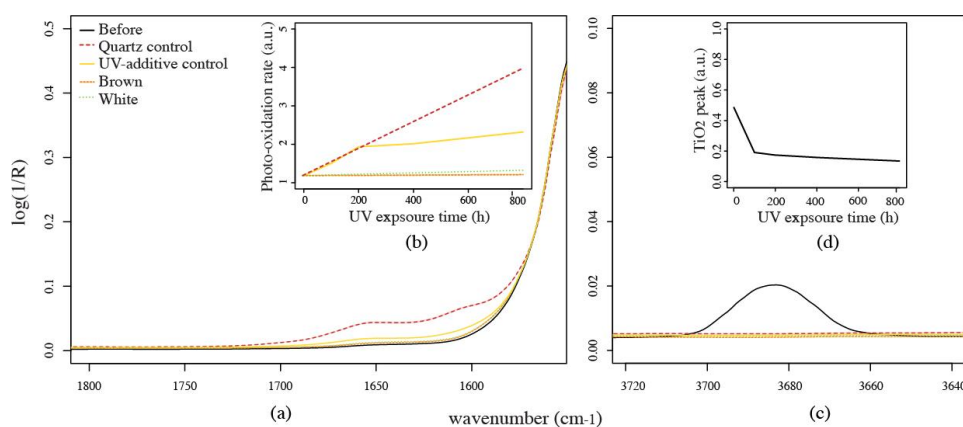 log(1/R)
0.5
0.4
0.3
0.2
0.1
0.0
Before
Quartz control
UV-additive control
Brown
White
Photo-oxidation rate (a.u.)
5
4
3
2
1
0 200 400 600 800
UV expsoure time (h)
(b)
1800 1750 1700 1650 1600
(a)
wavenumber (cm-1)
0.10
0.08
0.06
0.04
0.02
0.00
TiO2 peak (a.u.)
1.0
0.8
0.6
0.4
0.2
0.0
0 200 400 600 800
UV expsoure time (h)
(d)
3720 3700 3680 3660 3640
(c)